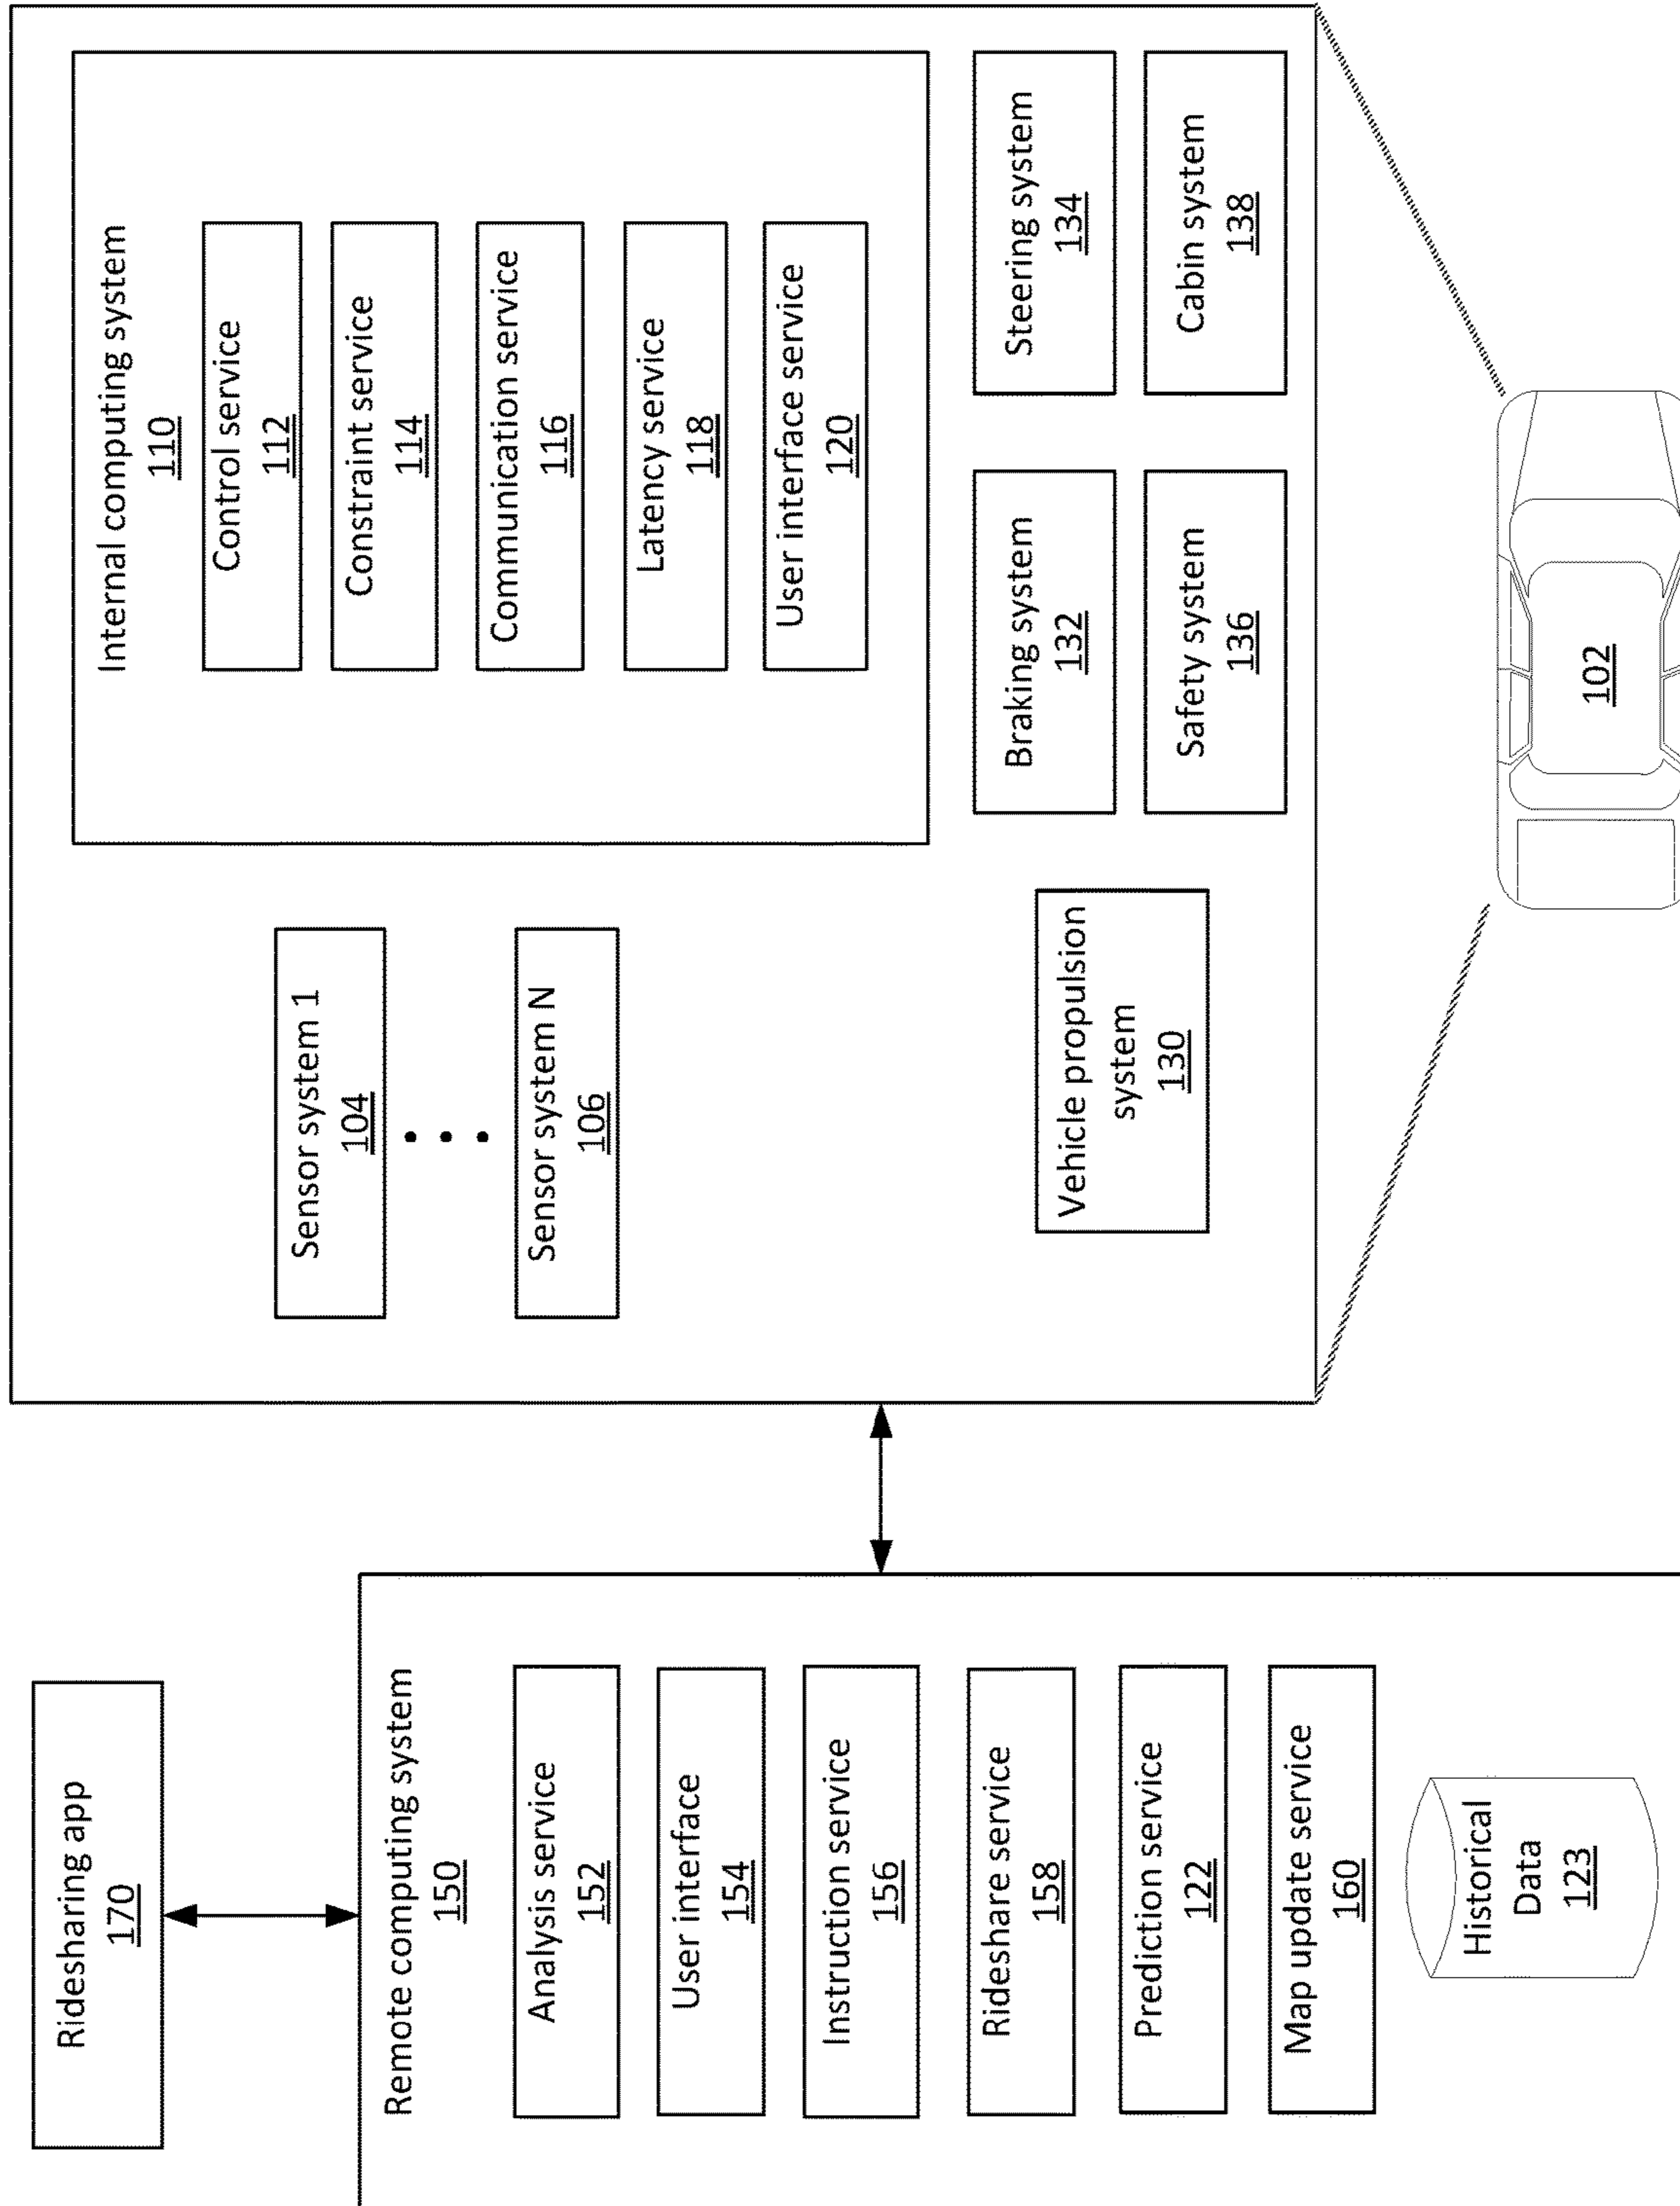 Ridesharing app
170
Remote computing system
150
Analysis service
152
User interface
154
Instruction service
156
Rideshare service
158
Prediction service
122
Map update service
160
Historical
Data
123
Sensor system 1
104
Sensor system N
106
Internal computing system
110
Control service
112
Constraint service
114
Communication service
116
Latency service
118
User interface service
120
Vehicle propulsion
system
130
Braking system
132
Steering system
134
Safety system
136
Cabin system
138
102